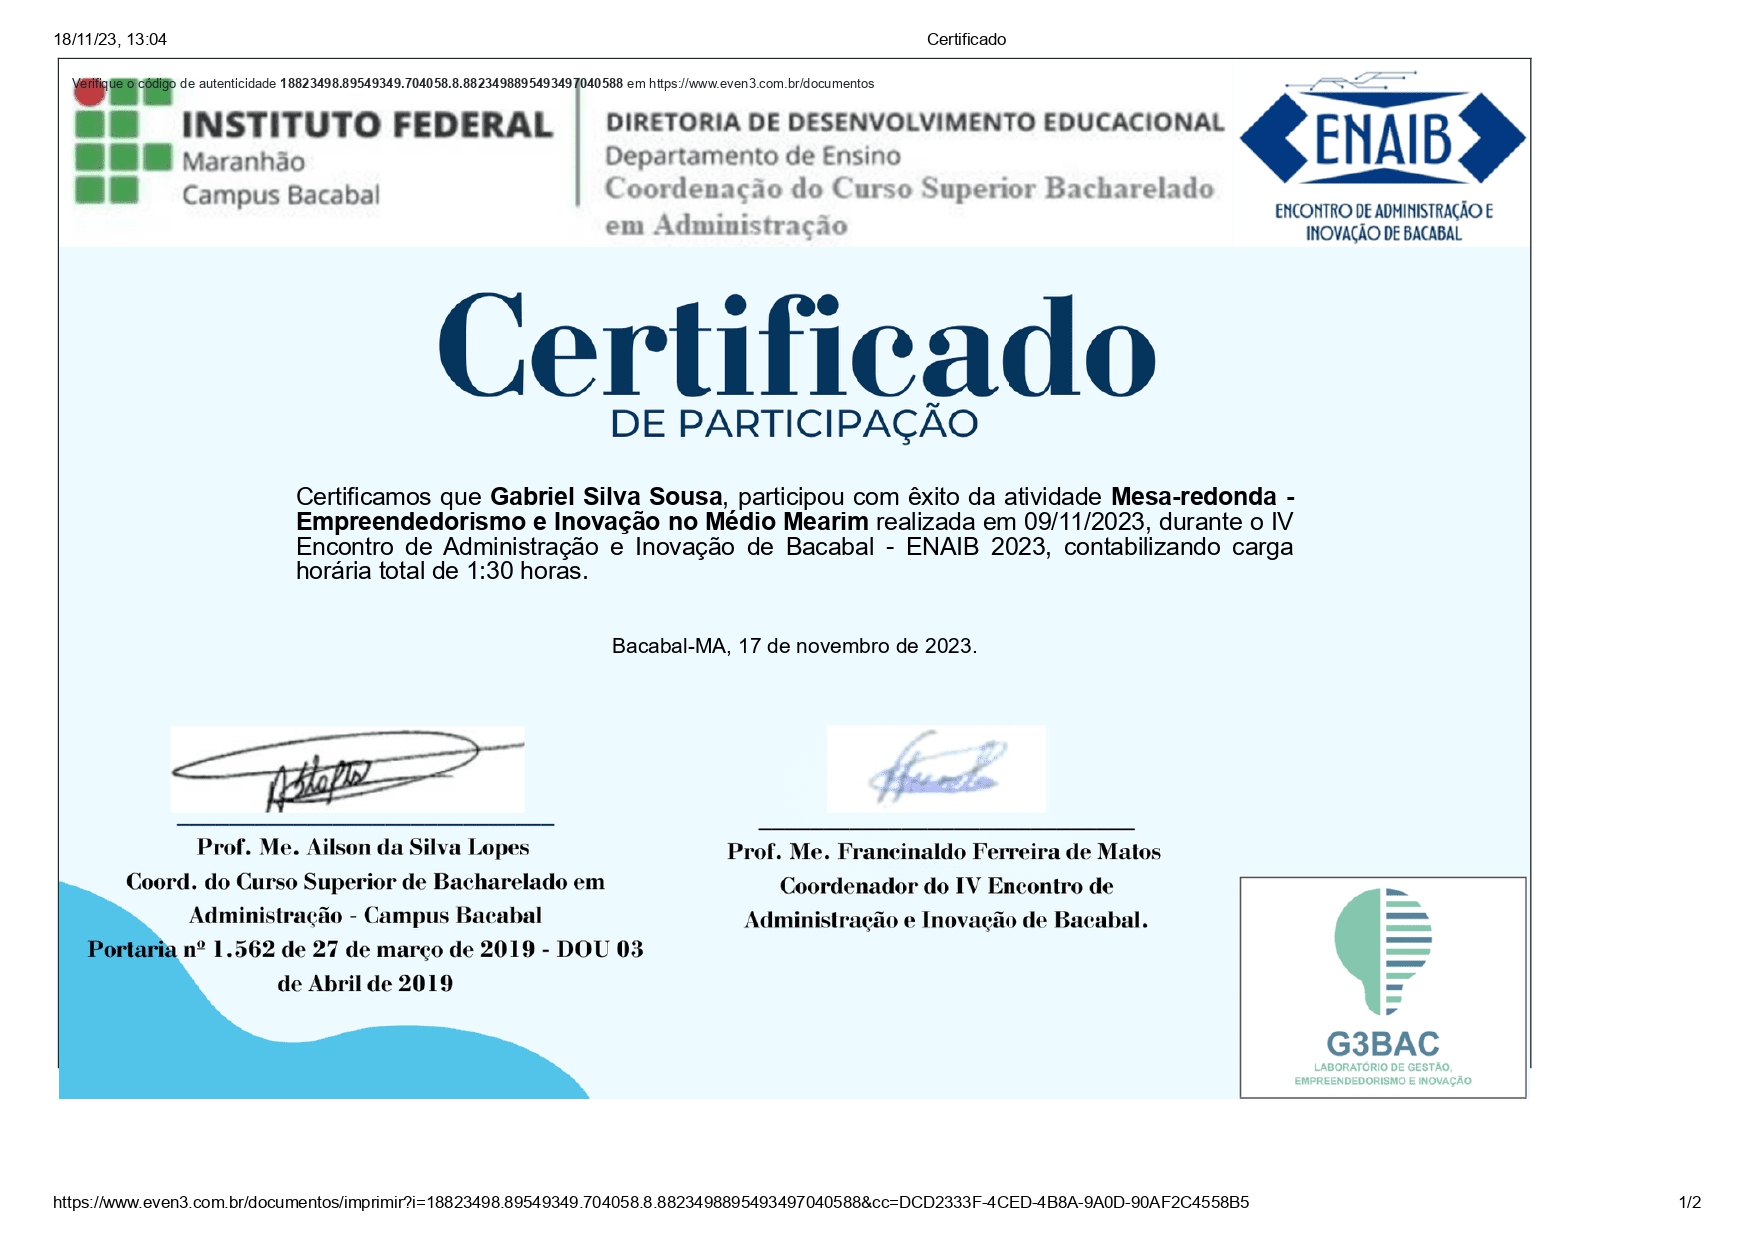 18/11/23, 13:04
Certificado
Verifique o código de autenticidade 18823498.89549349.704058.8.8823498895493497040588 em https://www.even3.com.br/documentos
INSTITUTO FEDERAL
Maranhão
Campus Bacabal
DIRETORIA DE DESENVOLVIMENTO EDUCACIONAL
Departamento de Ensino
Coordenação do Curso Superior Bacharelado
em Administração
ENAIB
ENCONTRO DE ADMINISTRAÇÃO E
INOVAÇÃO DE BACABAL
Certificado
DE PARTICIPAÇÃO
Certificamos que Gabriel Silva Sousa, participou com êxito da atividade Mesa-redonda -
Empreendedorismo e Inovação no Médio Mearim realizada em 09/11/2023, durante o IV
Encontro de Administração e Inovação de Bacabal - ENAIB 2023, contabilizando carga
horária total de 1:30 horas.
Bacabal-MA, 17 de novembro de 2023.
Prof. Me. Ailson da Silva Lopes
Coord. do Curso Superior de Bacharelado em
Administração - Campus Bacabal
Portaria nº 1.562 de 27 de março de 2019 - DOU 03
de Abril de 2019
Prof. Me. Francinaldo Ferreira de Matos
Coordenador do IV Encontro de
Administração e Inovação de Bacabal.
G3BAC
LABORATÓRIO DE GESTÃO,
EMPREENDEDORISMO E INOVAÇÃO
https://www.even3.com.br/documentos/imprimir?i=18823498.89549349.704058.8.8823498895493497040588&cc=DCD2333F-4CED-4B8A-9A0D-90AF2C4558B5
1/2